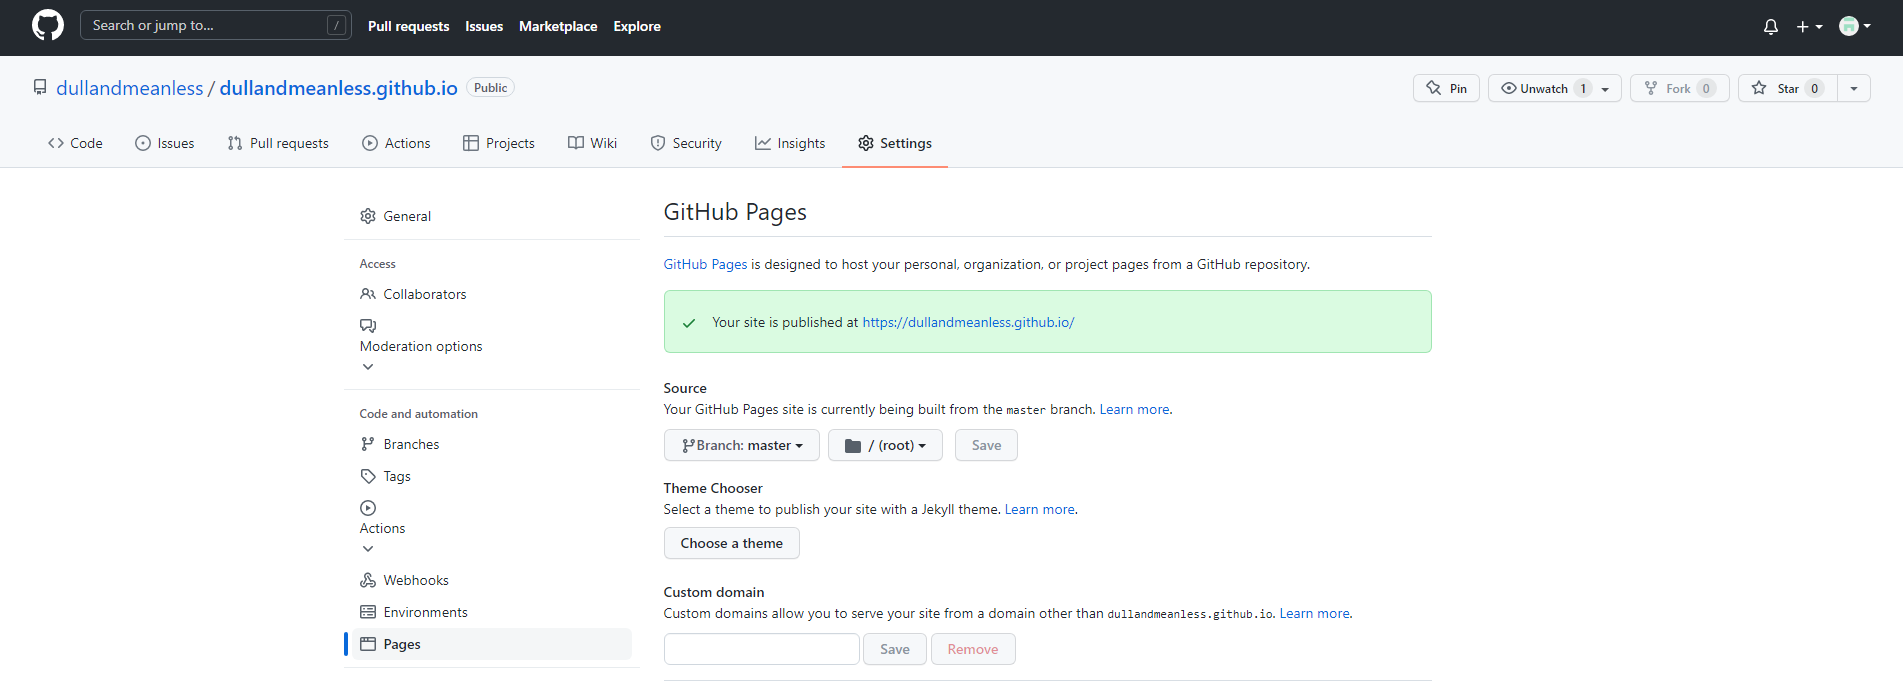 Search or jump to... /
Pull requests Issues Marketplace Explore
dullandmeanless / dullandmeanless.github.io Public
Pin Unwatch 1 Fork 0 Star 0
Code Issues Pull requests Actions Projects Wiki Security Insights Settings
General
Access
Collaborators
Moderation options
Code and automation
Branches
Tags
Actions
Webhooks
Environments
Pages
GitHub Pages
GitHub Pages is designed to host your personal, organization, or project pages from a GitHub repository.
Your site is published at https://dullandmeanless.github.io/
Source
Your GitHub Pages site is currently being built from the master branch. Learn more.
Branch: master / (root) Save
Theme Chooser
Select a theme to publish your site with a Jekyll theme. Learn more.
Choose a theme
Custom domain
Custom domains allow you to serve your site from a domain other than dullandmeanless.github.io. Learn more.
Save Remove